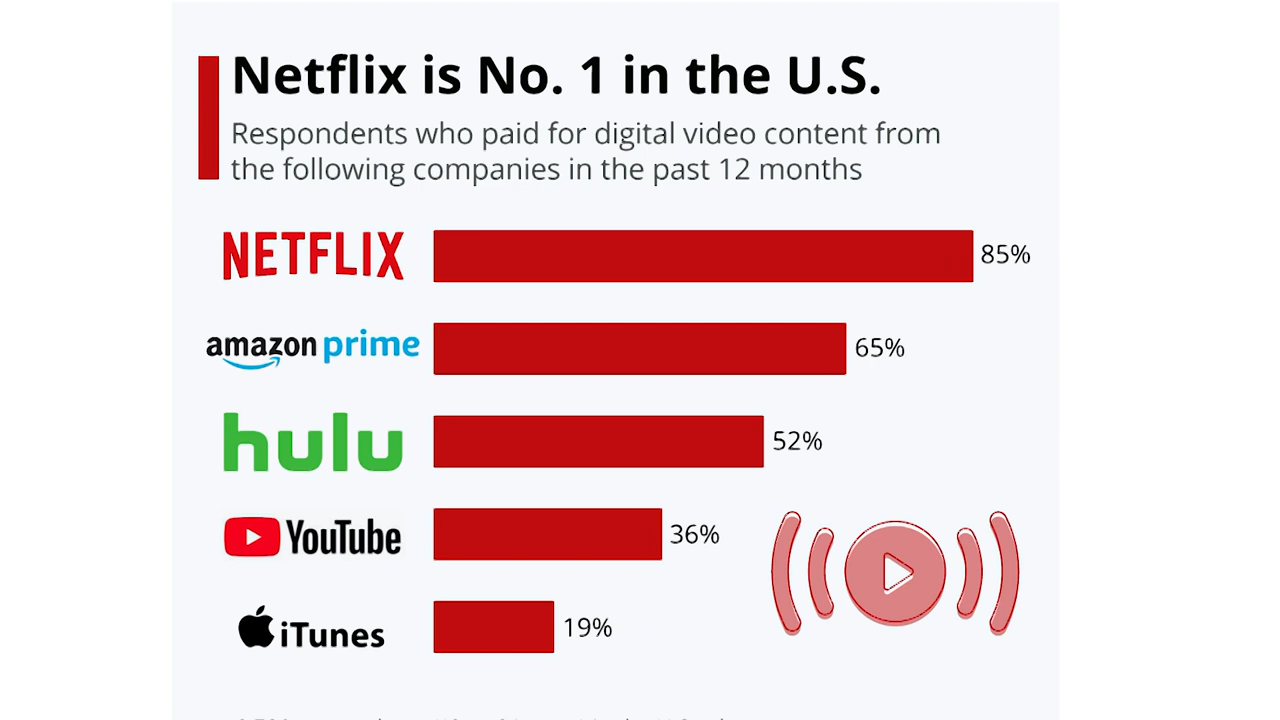 Netflix is No. 1 in the U.S.
Respondents who paid for digital video content from
the following companies in the past 12 months
NETFLIX 85%
amazon prime 65%
hulu 52%
YouTube 36%
iTunes 19%